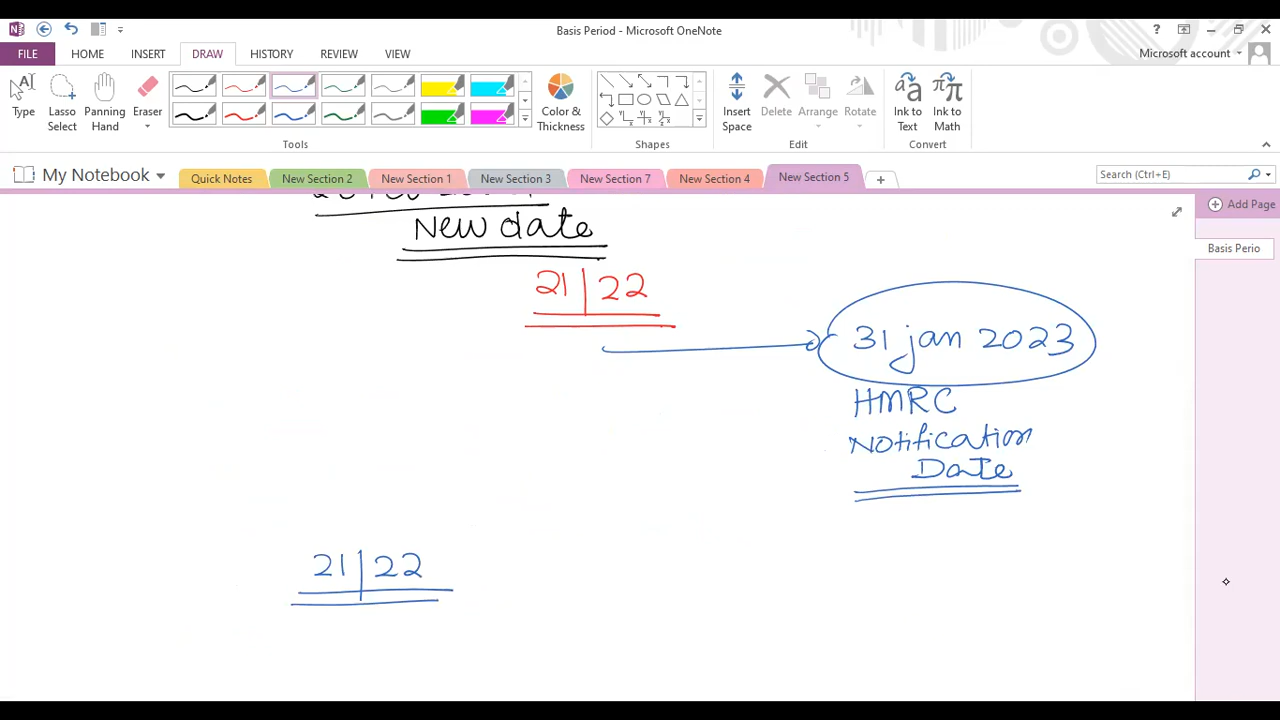 Basis Period - Microsoft OneNote
?
FILE
HOME
INSERT
DRAW
HISTORY
REVIEW
VIEW
Microsoft account
Type
Lasso Select
Panning Hand
Eraser
Color & Thickness
Insert Space
Delete
Arrange
Rotate
Ink to Text
Ink to Math
Tools
Shapes
Edit
Convert
My Notebook
Quick Notes
New Section 2
New Section 1
New Section 3
New Section 7
New Section 4
New Section 5
Search (Ctrl+E)
Add Page
Basis Perio
New date
21 | 22
31 jan 2023
HMRC
Notification
Date
21 | 22